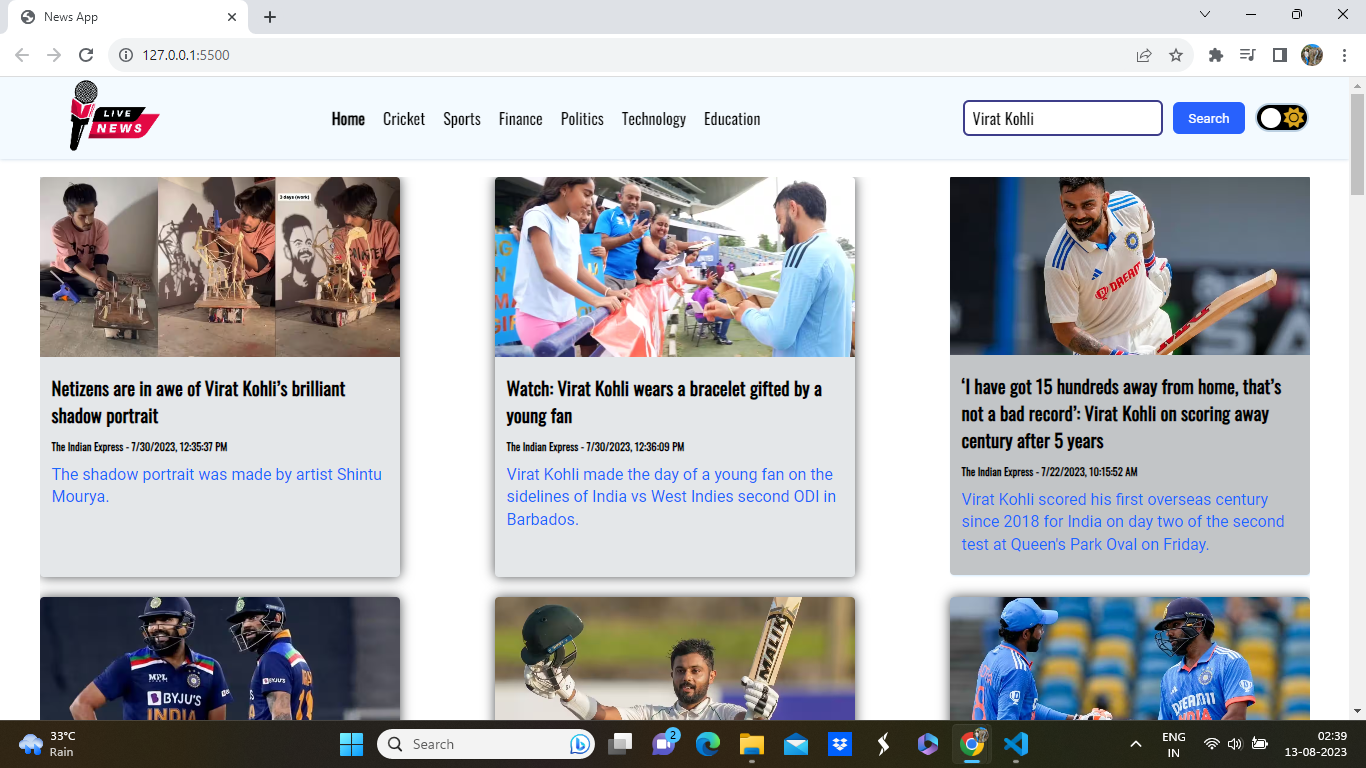 News App
127.0.0.1:5500
LIVE
NEWS
Home Cricket Sports Finance Politics Technology Education
Virat Kohli
Search
3 days (work)
DREAM
Netizens are in awe of Virat Kohli’s brilliant
shadow portrait
The Indian Express - 7/30/2023, 12:35:37 PM
The shadow portrait was made by artist Shintu
Mourya.
Watch: Virat Kohli wears a bracelet gifted by a
young fan
The Indian Express - 7/30/2023, 12:36:09 PM
Virat Kohli made the day of a young fan on the
sidelines of India vs West Indies second ODI in
Barbados.
‘I have got 15 hundreds away from home, that’s
not a bad record’: Virat Kohli on scoring away
century after 5 years
The Indian Express - 7/22/2023, 10:15:52 AM
Virat Kohli scored his first overseas century
since 2018 for India on day two of the second
test at Queen's Park Oval on Friday.
MPL
BYJU'S
INDIA
BYJU'S
MALIK
DREAM11
INDIA
33°C
Rain
Search
2
ENG
IN
02:39
13-08-2023